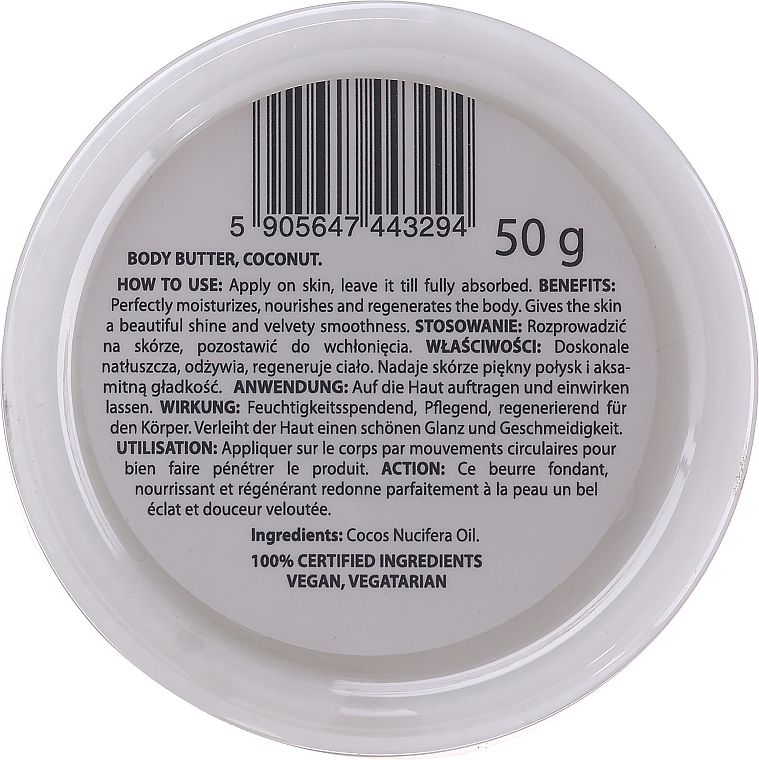 5 905647 443294
50 g
BODY BUTTER, COCONUT.
HOW TO USE: Apply on skin, leave it till fully absorbed. BENEFITS:
Perfectly moisturizes, nourishes and regenerates the body. Gives the skin
a beautiful shine and velvety smoothness. STOSOWANIE: Rozprowadzić
na skórze, pozostawić do wchłonięcia. WŁAŚCIWOŚCI: Doskonale
natłuszcza, odżywia, regeneruje ciało. Nadaje skórze piękny połysk i aksa-
mitną gładkość. ANWENDUNG: Auf die Haut auftragen und einwirken
lassen. WIRKUNG: Feuchtigkeitsspendend, Pflegend, regenerierend für
den Körper. Verleiht der Haut einen schönen Glanz und Geschmeidigkeit.
UTILISATION: Appliquer sur le corps par mouvements circulaires pour
bien faire pénétrer le produit. ACTION: Ce beurre fondant,
nourrissant et régénérant redonne parfaitement à la peau un bel
éclat et douceur veloutée.
Ingredients: Cocos Nucifera Oil.
100% CERTIFIED INGREDIENTS
VEGAN, VEGATARIAN